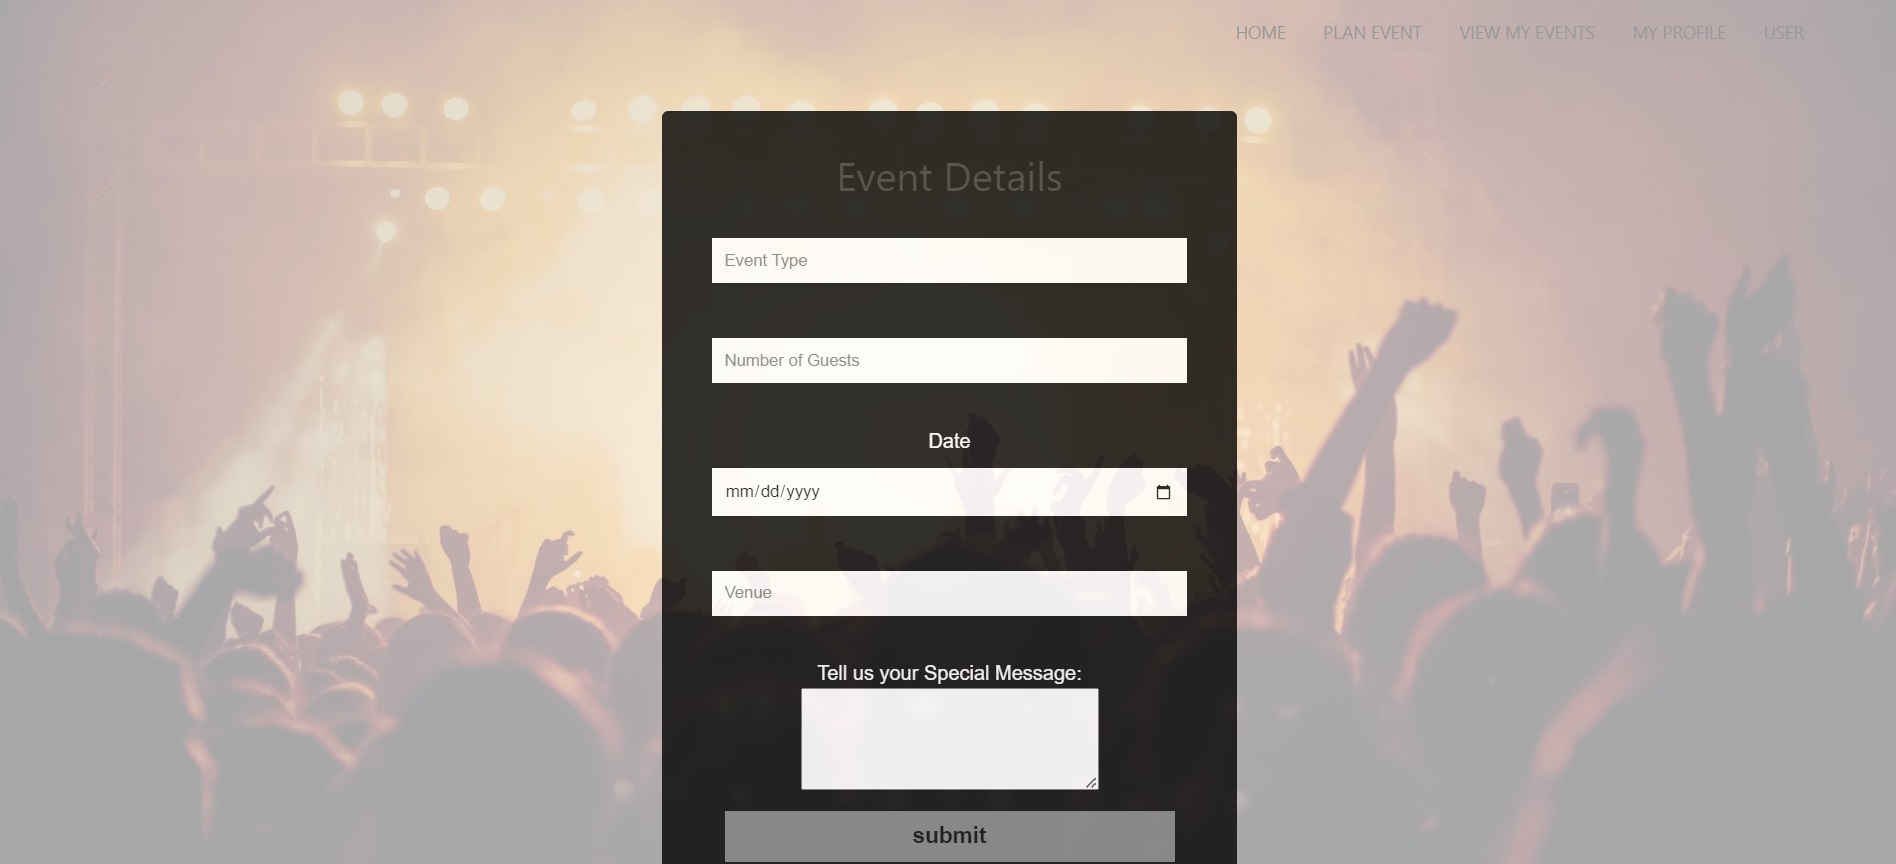 HOME PLAN EVENT VIEW MY EVENTS MY PROFILE USER
Event Details
Event Type
Number of Guests
Date
mm/dd/yyyy
Venue
Tell us your Special Message:
submit